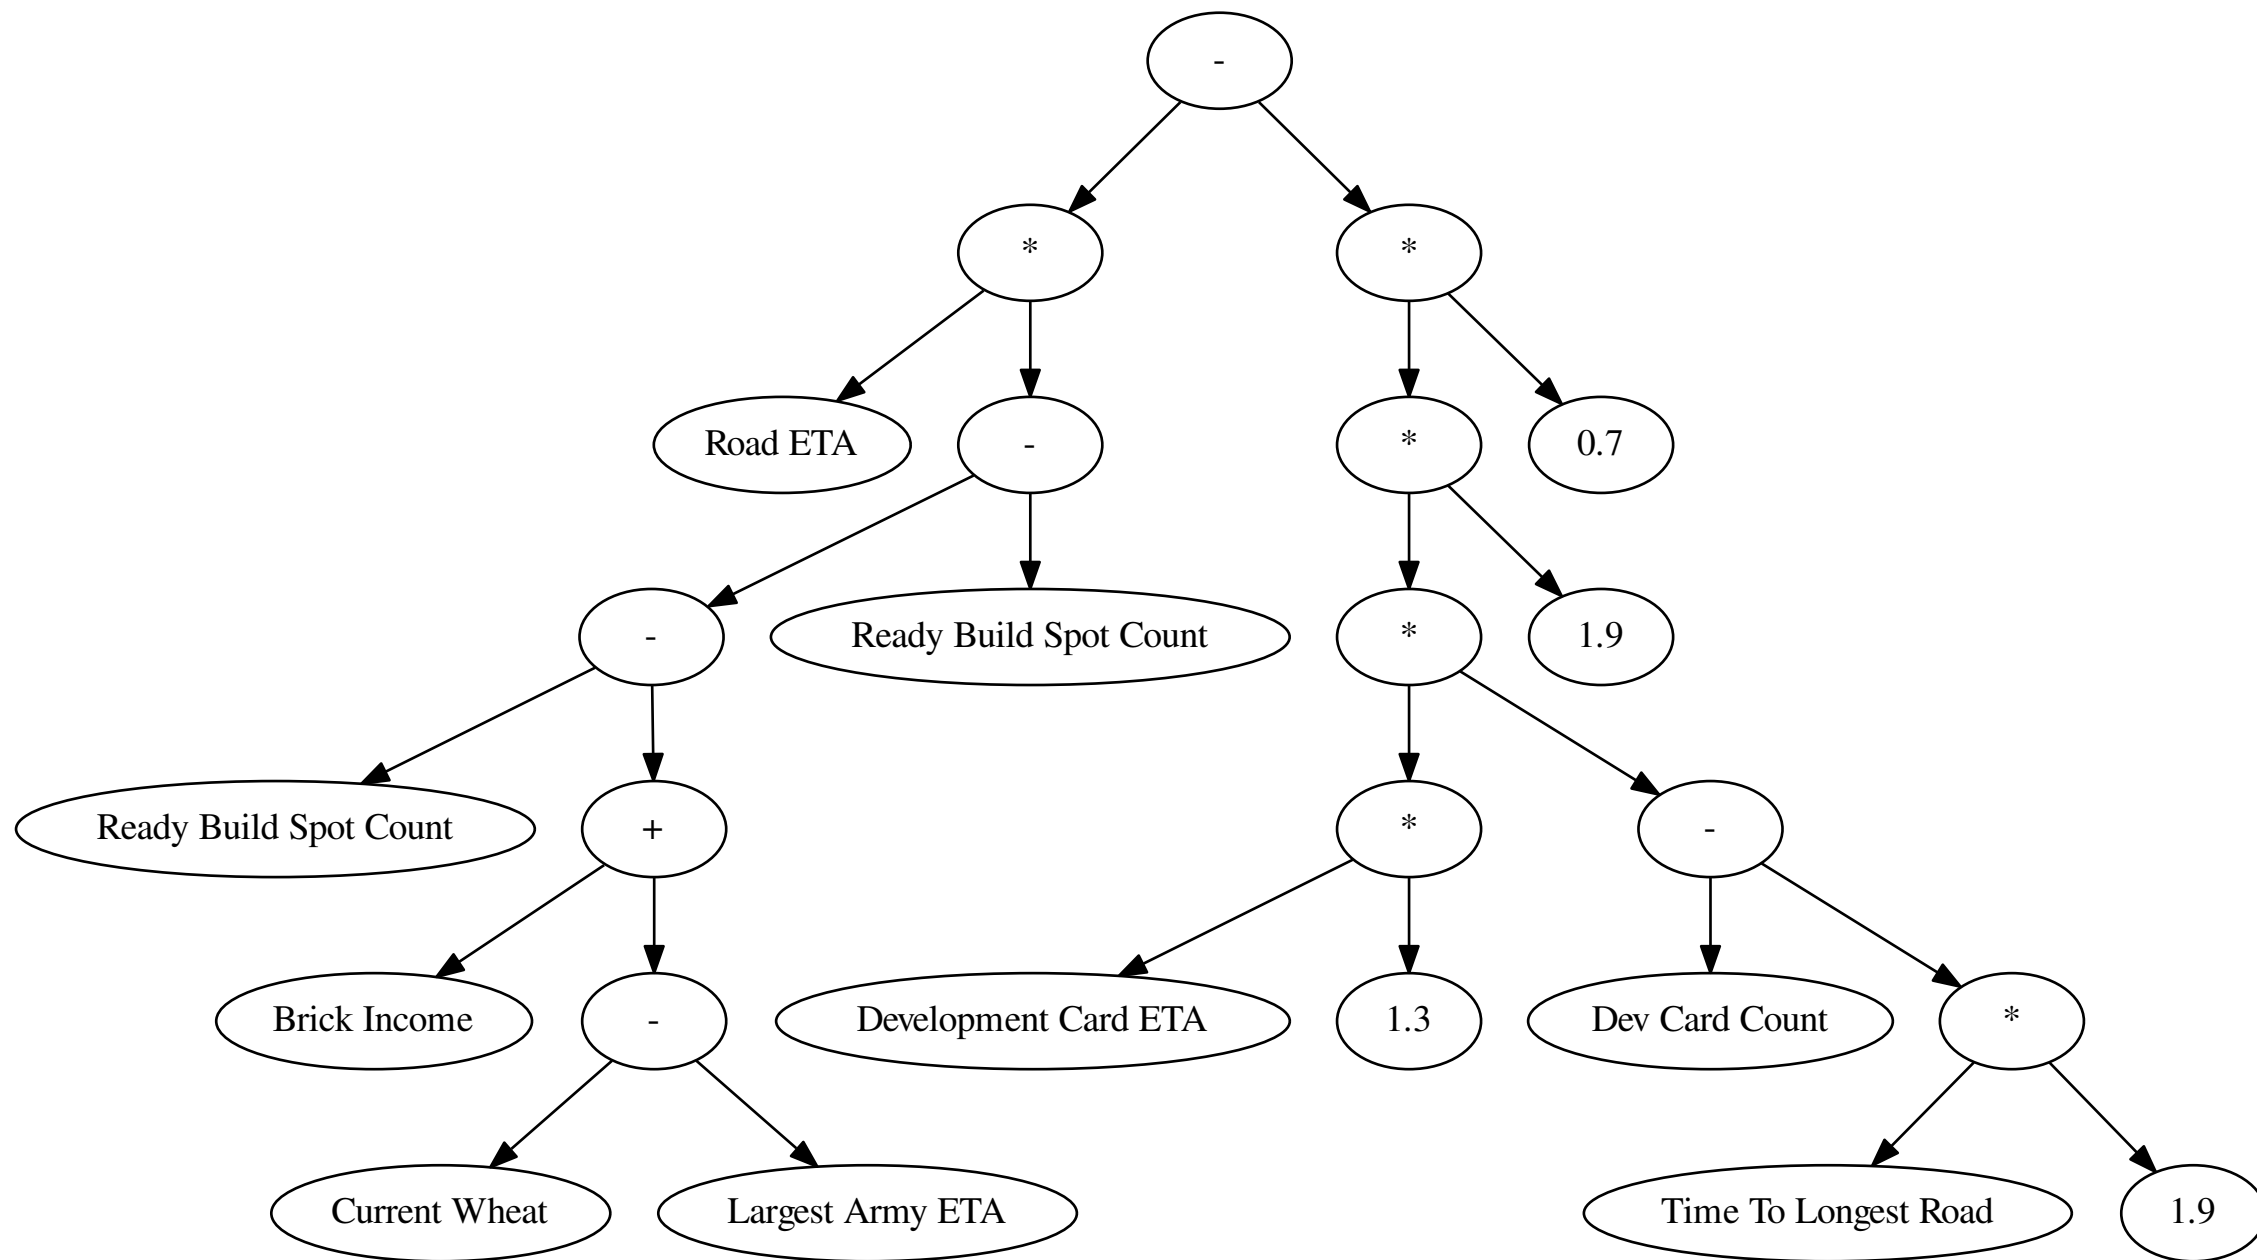 -
*
*
Road ETA
-
*
0.7
-
Ready Build Spot Count
*
1.9
Ready Build Spot Count
+
*
-
Brick Income
-
Development Card ETA
1.3
Dev Card Count
*
Current Wheat
Largest Army ETA
Time To Longest Road
1.9